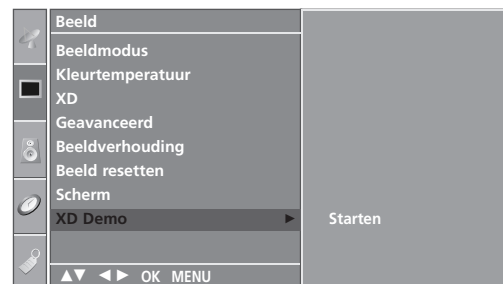 Beeld
Beeldmodus
Kleurtemperatuur
XD
Geavanceerd
Beeldverhouding
Beeld resetten
Scherm
XD Demo ► Starten
▲▼ ◄► OK MENU